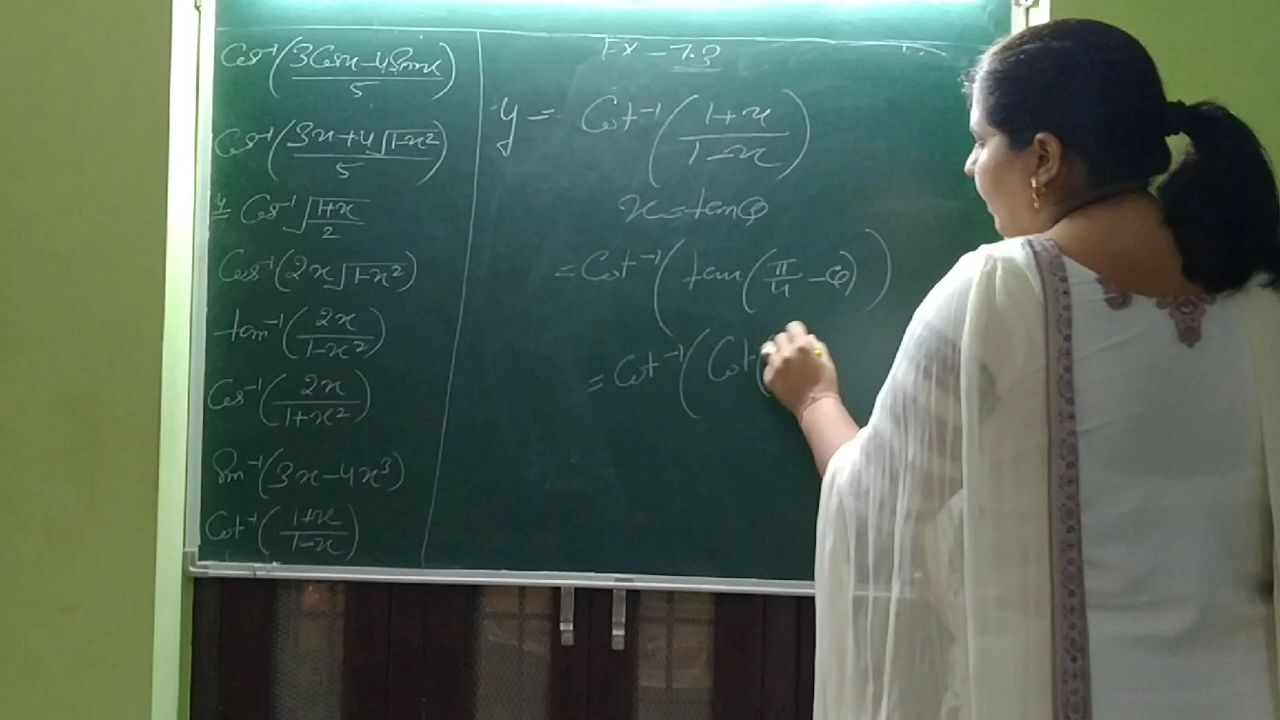 Cos⁻¹((3Cosx-4Sinx)/5)
Cos⁻¹((3x+4√(1-x²))/5)
y = Cos⁻¹√((1+x)/2)
Cos⁻¹(2x√(1-x²))
tan⁻¹(2x/(1-x²))
Cos⁻¹(2x/(1+x²))
Sin⁻¹(3x-4x³)
Cot⁻¹((1+x)/(1-x))
Ex - 7.3
y = Cot⁻¹((1+x)/(1-x))
x = tanθ
= Cot⁻¹(tan(π/4-θ))
= Cot⁻¹(Cot(